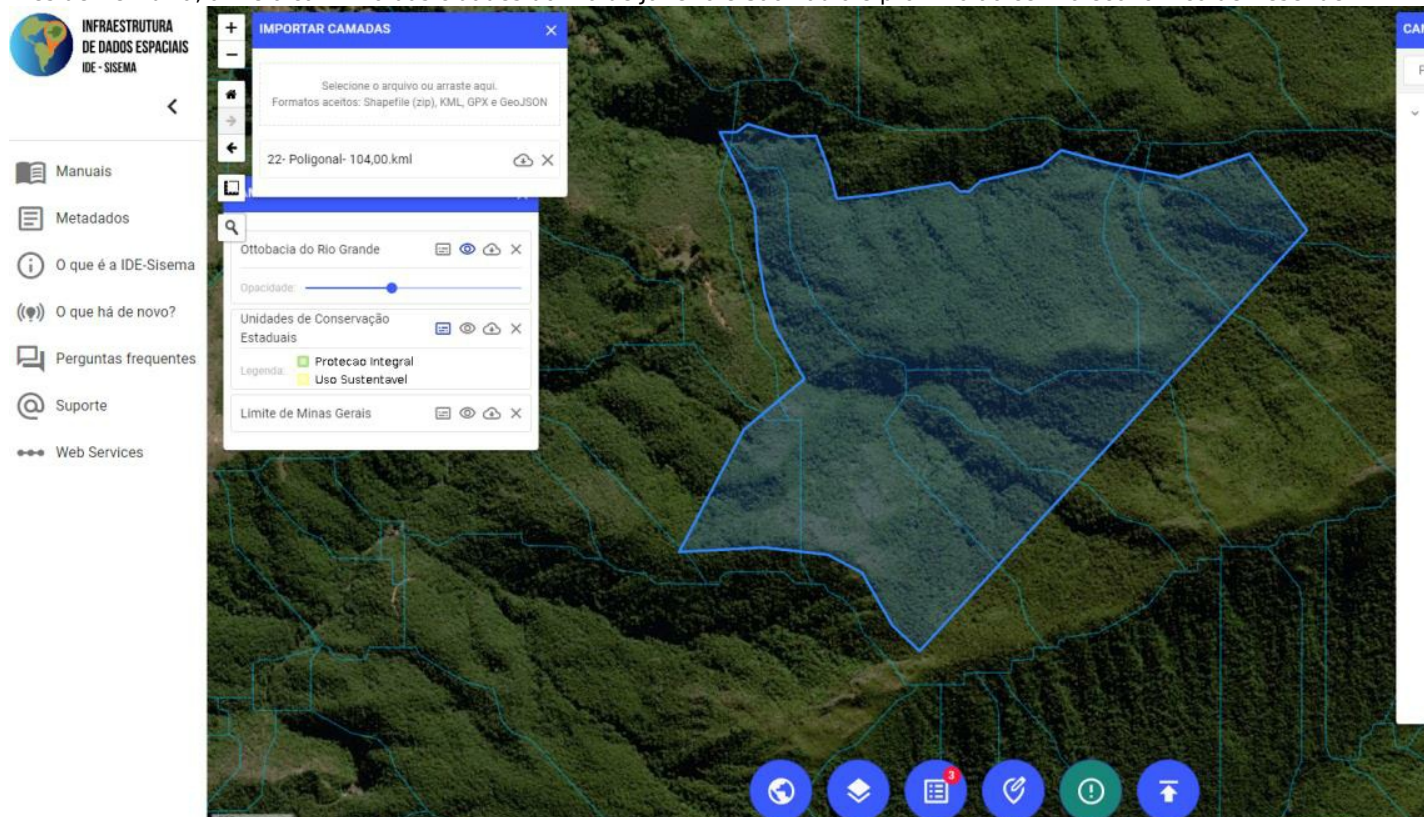 INFRAESTRUTURA
DE DADOS ESPACIAIS
IDE - SISEMA
Manuais
Metadados
O que é a IDE-Sisema
O que há de novo?
Perguntas frequentes
Suporte
Web Services
+
−
IMPORTAR CAMADAS
Selecione o arquivo ou arraste aqui.
Formatos aceitos: Shapefile (zip), KML, GPX e GeoJSON
22- Poligonal- 104,00.kml
Ottobacia do Rio Grande
Opacidade:
Unidades de Conservação
Estaduais
Legenda:
Protecao Integral
Uso Sustentavel
Limite de Minas Gerais
3